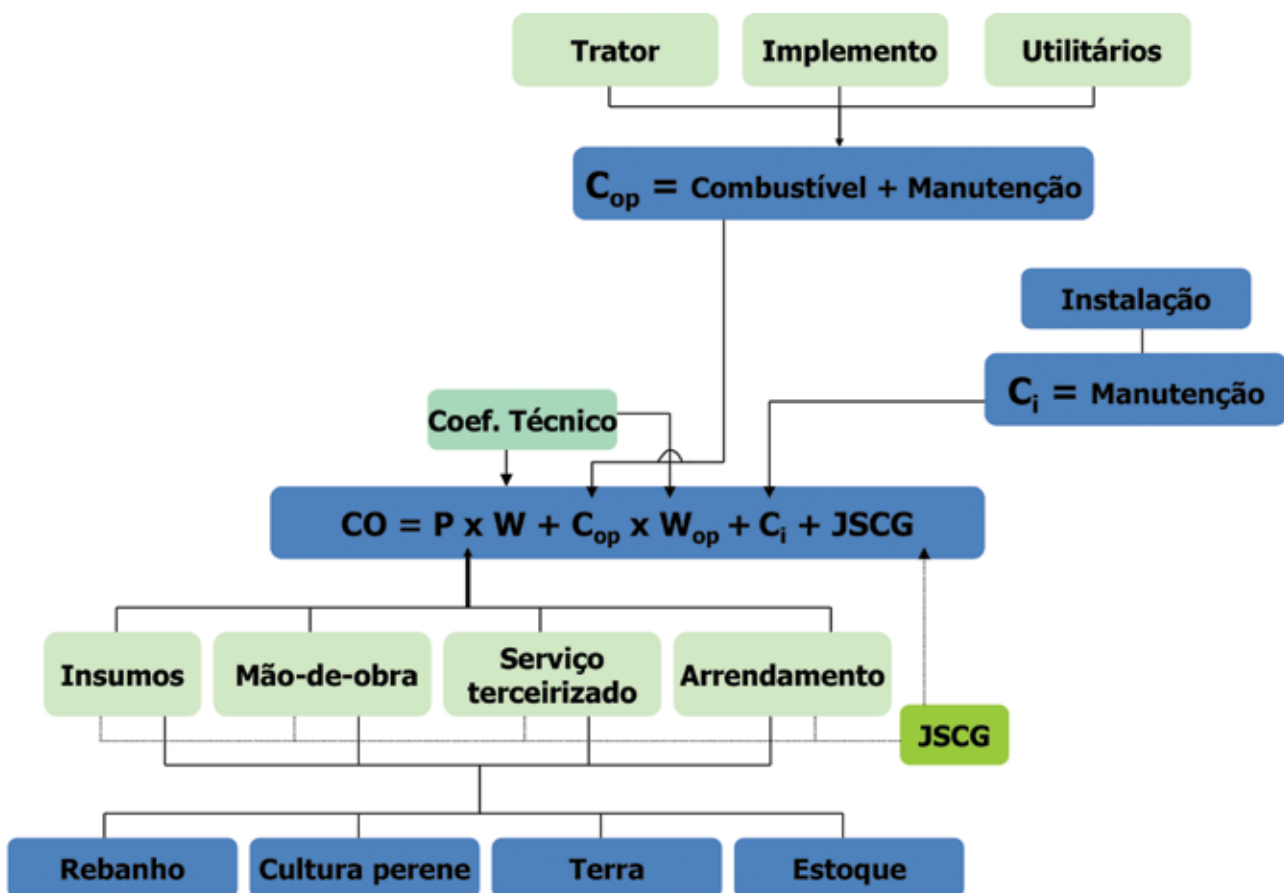 Trator
Implemento
Utilitários
Cop = Combustível + Manutenção
Instalação
Ci = Manutenção
Coef. Técnico
CO = P x W + Cop x Wop + Ci + JSCG
Insumos
Mão-de-obra
Serviço
terceirizado
Arrendamento
JSCG
Rebanho
Cultura perene
Terra
Estoque